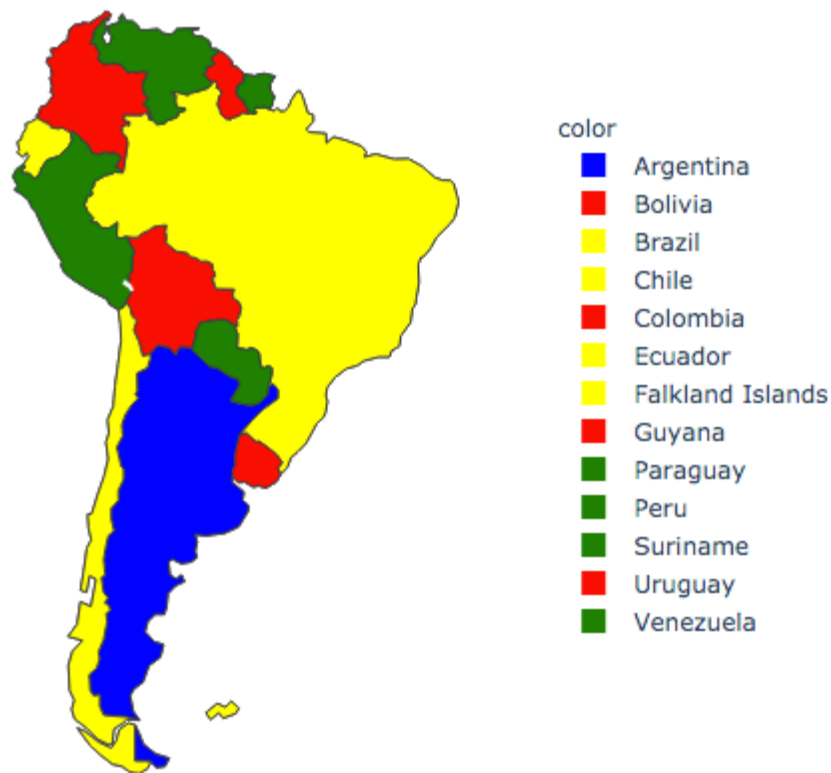 color
Argentina
Bolivia
Brazil
Chile
Colombia
Ecuador
Falkland Islands
Guyana
Paraguay
Peru
Suriname
Uruguay
Venezuela